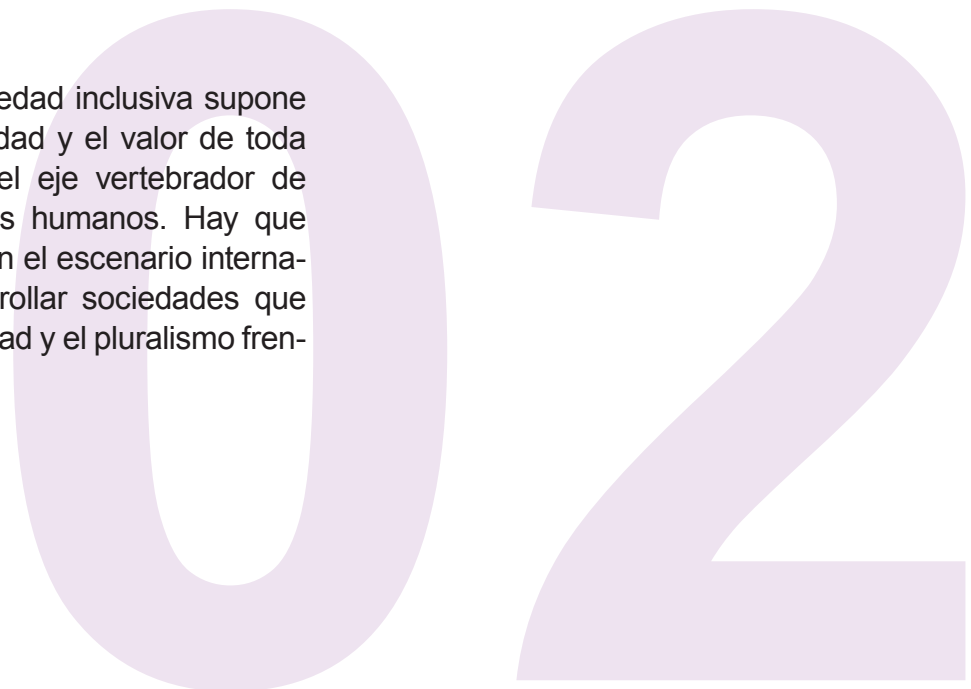 edad inclusiva supone
dad y el valor de toda
el eje vertebrador de
s humanos. Hay que
n el escenario interna-
rollar sociedades que
ad y el pluralismo fren-
02